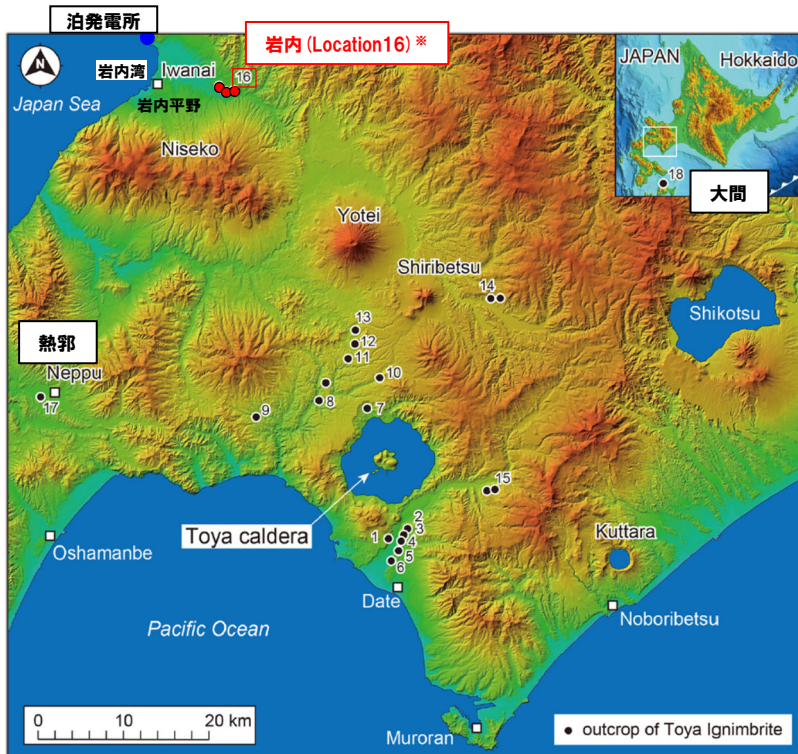 泊発電所
岩内(Location16)※
岩内湾
Iwanai
16
岩内平野
Japan Sea
JAPAN
Hokkaido
18
大間
Niseko
Yotei
Shiribetsu
14
Shikotsu
13
12
11
10
熱郛
Neppu
17
9
8
7
15
Toya caldera
2
3
1
4
5
6
Kuttara
Oshamanbe
Date
Noboribetsu
Pacific Ocean
Muroran
0 10 20 km
outcrop of Toya Ignimbrite